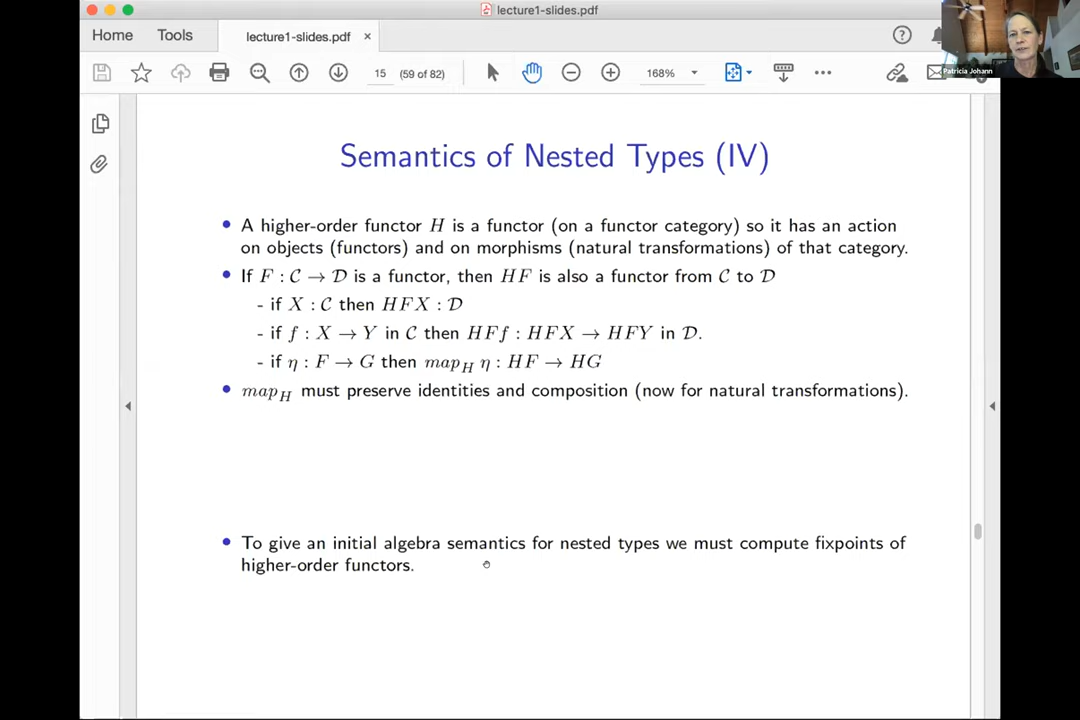 lecture1-slides.pdf
Home Tools lecture1-slides.pdf ×
15 (59 of 82) 168%
Patricia Johann
Semantics of Nested Types (IV)
• A higher-order functor H is a functor (on a functor category) so it has an action
on objects (functors) and on morphisms (natural transformations) of that category.
• If F : C → D is a functor, then HF is also a functor from C to D
- if X : C then HFX : D
- if f : X → Y in C then HFf : HFX → HFY in D.
- if η : F → G then map_H η : HF → HG
• map_H must preserve identities and composition (now for natural transformations).
• To give an initial algebra semantics for nested types we must compute fixpoints of
higher-order functors.